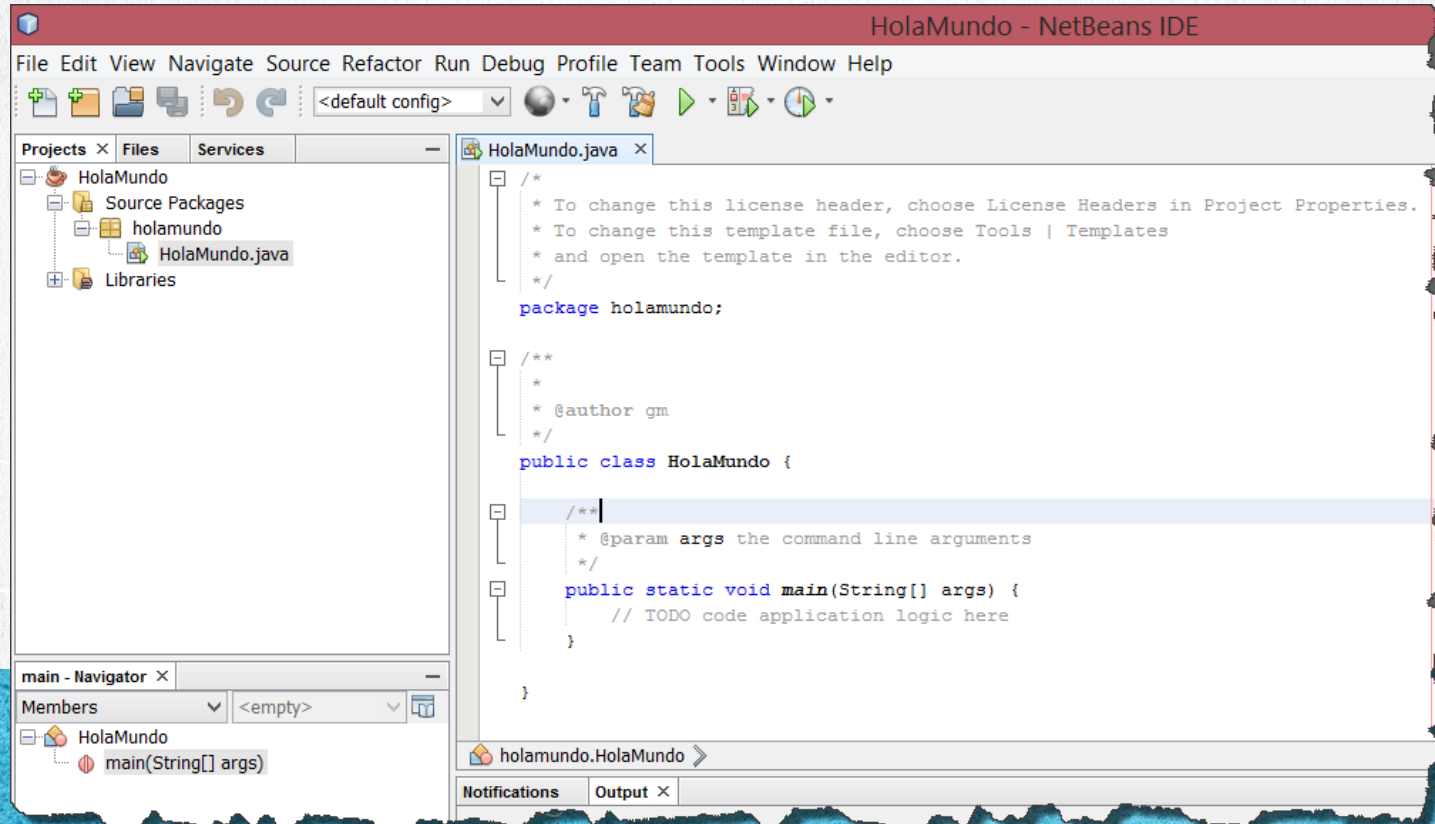 HolaMundo - NetBeans IDE
File Edit View Navigate Source Refactor Run Debug Profile Team Tools Window Help
<default config>
Projects Files Services
HolaMundo
Source Packages
holamundo
HolaMundo.java
Libraries
main - Navigator
Members <empty>
HolaMundo
main(String[] args)
HolaMundo.java
/*
* To change this license header, choose License Headers in Project Properties.
* To change this template file, choose Tools | Templates
* and open the template in the editor.
*/
package holamundo;
/**
*
* @author gm
*/
public class HolaMundo {
/**
* @param args the command line arguments
*/
public static void main(String[] args) {
// TODO code application logic here
}
}
holamundo.HolaMundo
Notifications Output